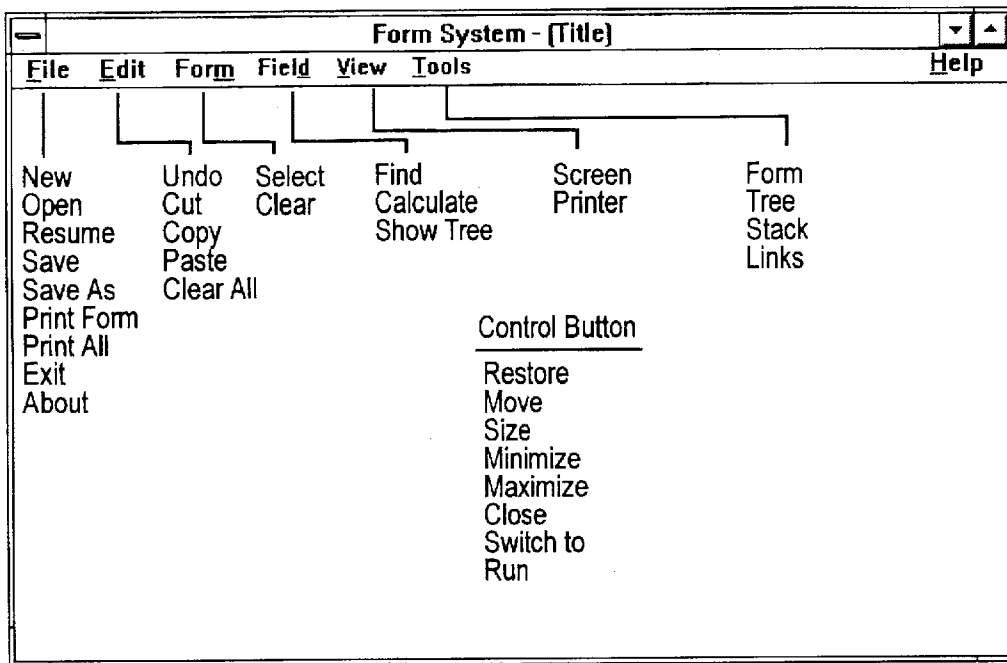 Form System - [Title]
File Edit Form Field View Tools Help
New
Open
Resume
Save
Save As
Print Form
Print All
Exit
About
Undo
Cut
Copy
Paste
Clear All
Select
Clear
Find
Calculate
Show Tree
Screen
Printer
Form
Tree
Stack
Links
Control Button
Restore
Move
Size
Minimize
Maximize
Close
Switch to
Run